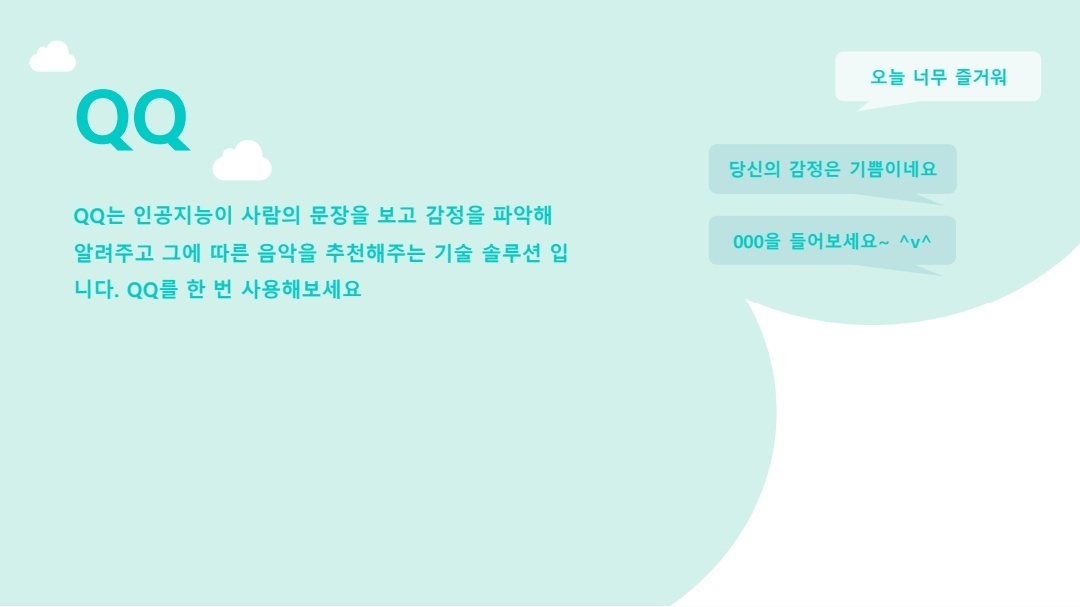 QQ
QQ는 인공지능이 사람의 문장을 보고 감정을 파악해
알려주고 그에 따른 음악을 추천해주는 기술 솔루션 입
니다. QQ를 한 번 사용해보세요
오늘 너무 즐거워
당신의 감정은 기쁨이네요
000을 들어보세요~ ^v^